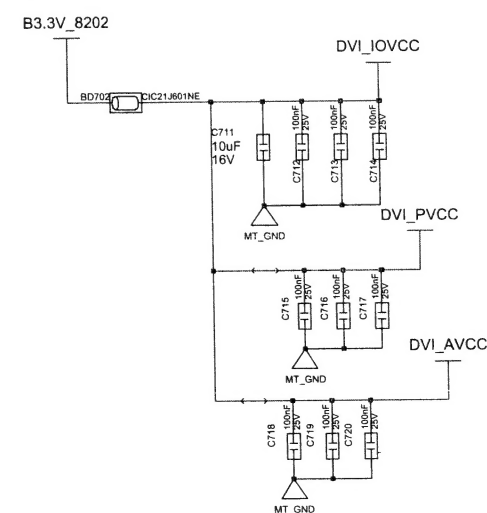 B3.3V_8202
DVI_IOVCC
BD702
CIC21J601NE
C711
10uF
16V
100nF
25V
C712
100nF
25V
C713
100nF
25V
C714
MT_GND
DVI_PVCC
C715
100nF
25V
C716
100nF
25V
C717
100nF
25V
MT_GND
DVI_AVCC
C718
100nF
25V
C719
100nF
25V
C720
100nF
25V
MT_GND